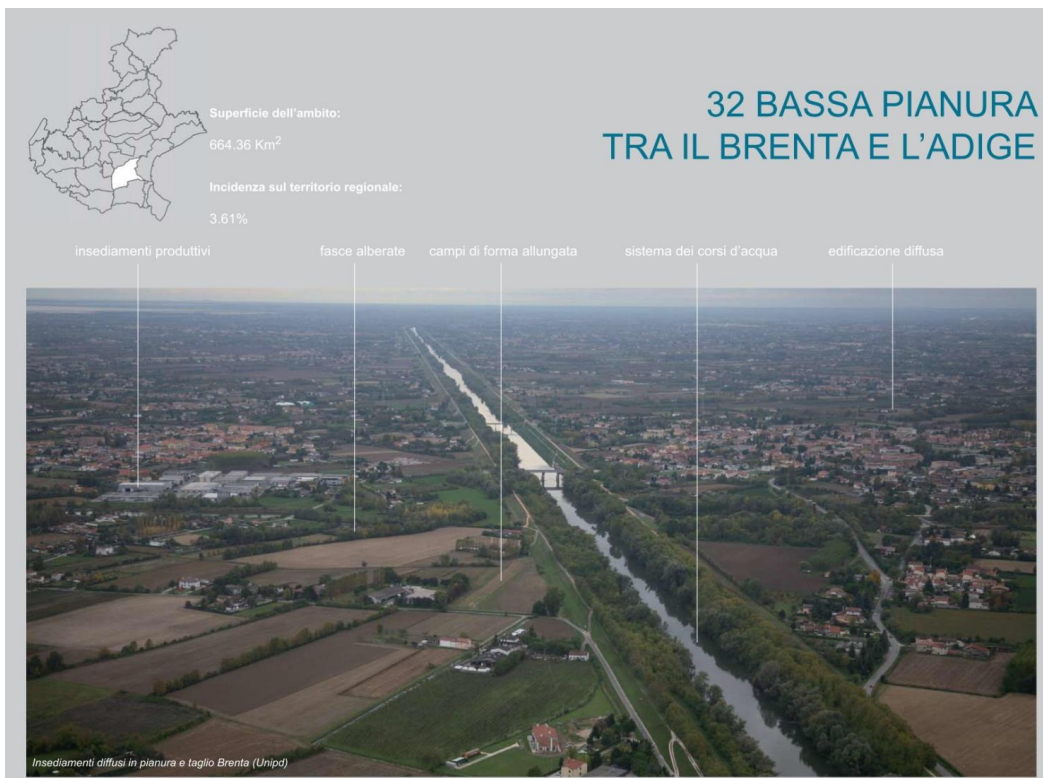 32 BASSA PIANURA
TRA IL BRENTA E L'ADIGE
Superficie dell'ambito:
664.36 Km²
Incidenza sul territorio regionale:
3.61%
insediamenti produttivi
fasce alberate
campi di forma allungata
sistema dei corsi d'acqua
edificazione diffusa
Insediamenti diffusi in pianura e taglio Brenta (Unipd)